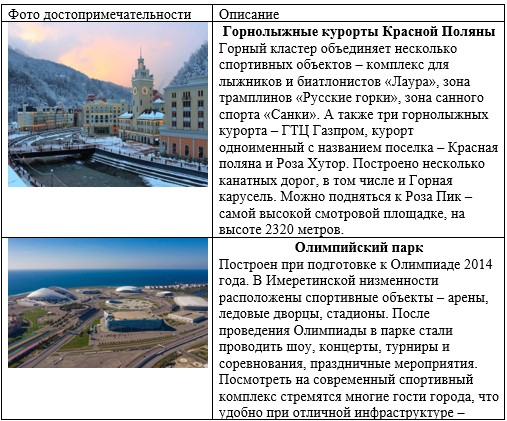 Фото достопримечательности
Описание
Горнолыжные курорты Красной Поляны
Горный кластер объединяет несколько
спортивных объектов – комплекс для
лыжников и биатлонистов «Лаура», зона
трамплинов «Русские горки», зона санного
спорта «Санки». А также три горнолыжных
курорта – ГТЦ Газпром, курорт
одноименный с названием поселка – Красная
поляна и Роза Хутор. Построено несколько
канатных дорог, в том числе и Горная
карусель. Можно подняться к Роза Пик –
самой высокой смотровой площадке, на
высоте 2320 метров.
Олимпийский парк
Построен при подготовке к Олимпиаде 2014
года. В Имеретинской низменности
расположены спортивные объекты – арены,
ледовые дворцы, стадионы. После
проведения Олимпиады в парке стали
проводить шоу, концерты, турниры и
соревнования, праздничные мероприятия.
Посмотреть на современный спортивный
комплекс стремятся многие гости города, что
удобно при отличной инфраструктуре –